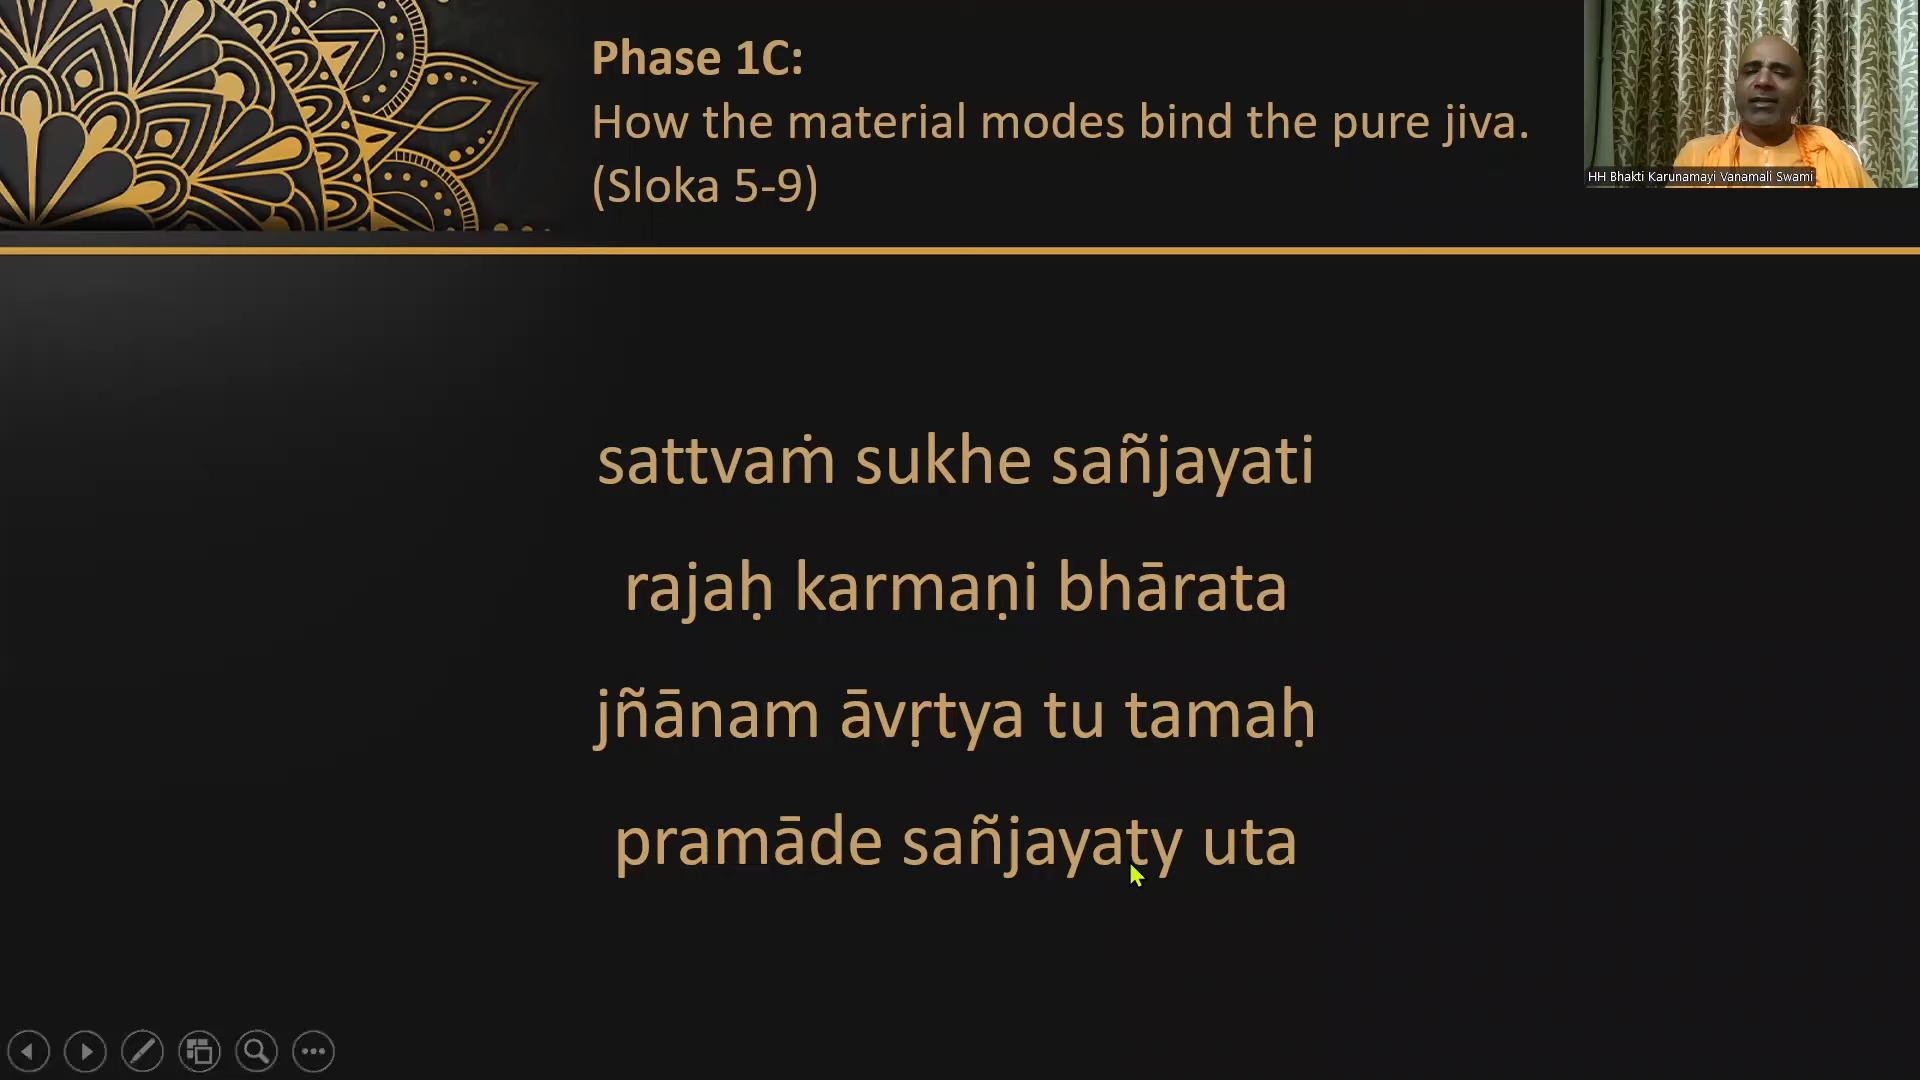 Phase 1C:
How the material modes bind the pure jiva.
(Sloka 5-9)
HH Bhakti Karunamayi Vanamali Swami
sattvaṁ sukhe sañjayati
rajaḥ karmaṇi bhārata
jñānam āvṛtya tu tamaḥ
pramāde sañjayaty uta